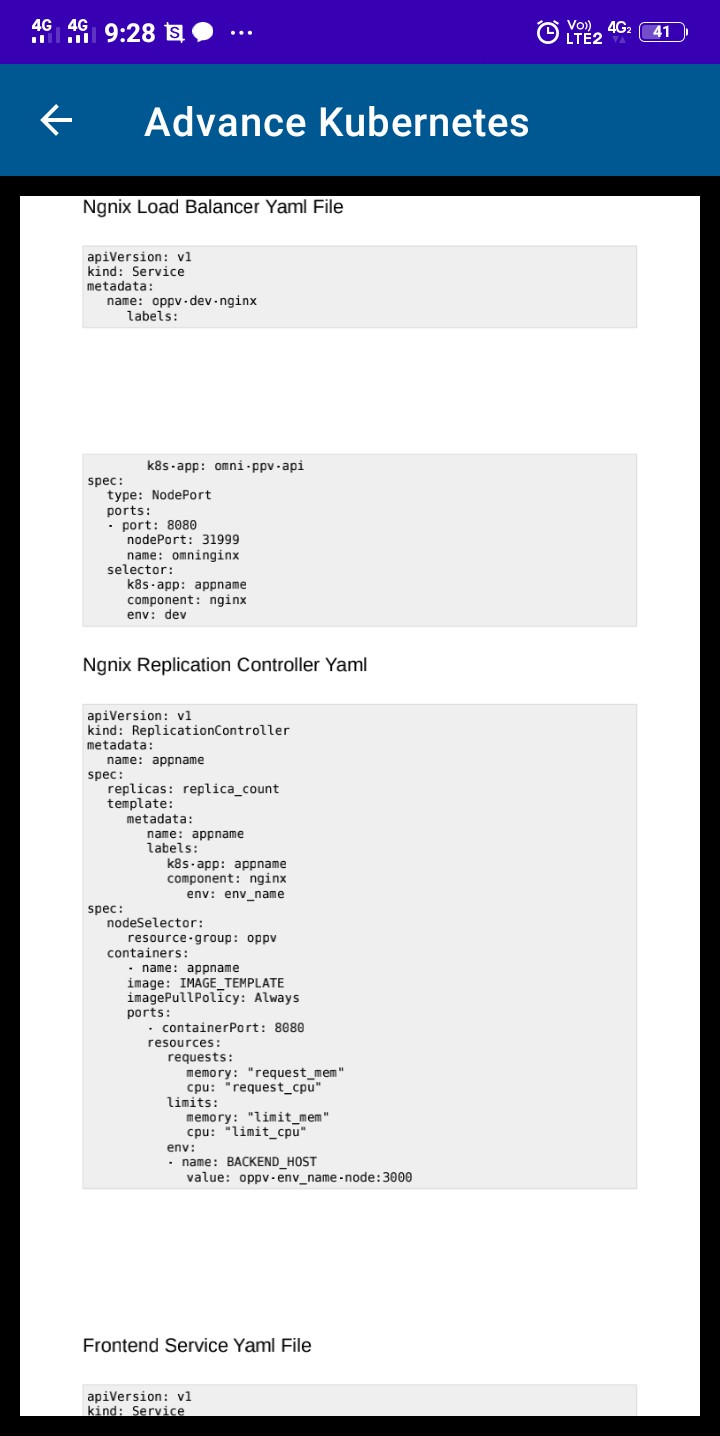 4G 4G 9:28 S ... Vo)) LTE2 4G2 41
Advance Kubernetes
Ngnix Load Balancer Yaml File
apiVersion: v1
kind: Service
metadata:
name: oppv-dev-nginx
labels:
k8s-app: omni-ppv-api
spec:
type: NodePort
ports:
- port: 8080
nodePort: 31999
name: omninginx
selector:
k8s-app: appname
component: nginx
env: dev
Ngnix Replication Controller Yaml
apiVersion: v1
kind: ReplicationController
metadata:
name: appname
spec:
replicas: replica_count
template:
metadata:
name: appname
labels:
k8s-app: appname
component: nginx
env: env_name
spec:
nodeSelector:
resource-group: oppv
containers:
- name: appname
image: IMAGE_TEMPLATE
imagePullPolicy: Always
ports:
- containerPort: 8080
resources:
requests:
memory: "request_mem"
cpu: "request_cpu"
limits:
memory: "limit_mem"
cpu: "limit_cpu"
env:
- name: BACKEND_HOST
value: oppv-env_name-node:3000
Frontend Service Yaml File
apiVersion: v1
kind: Service